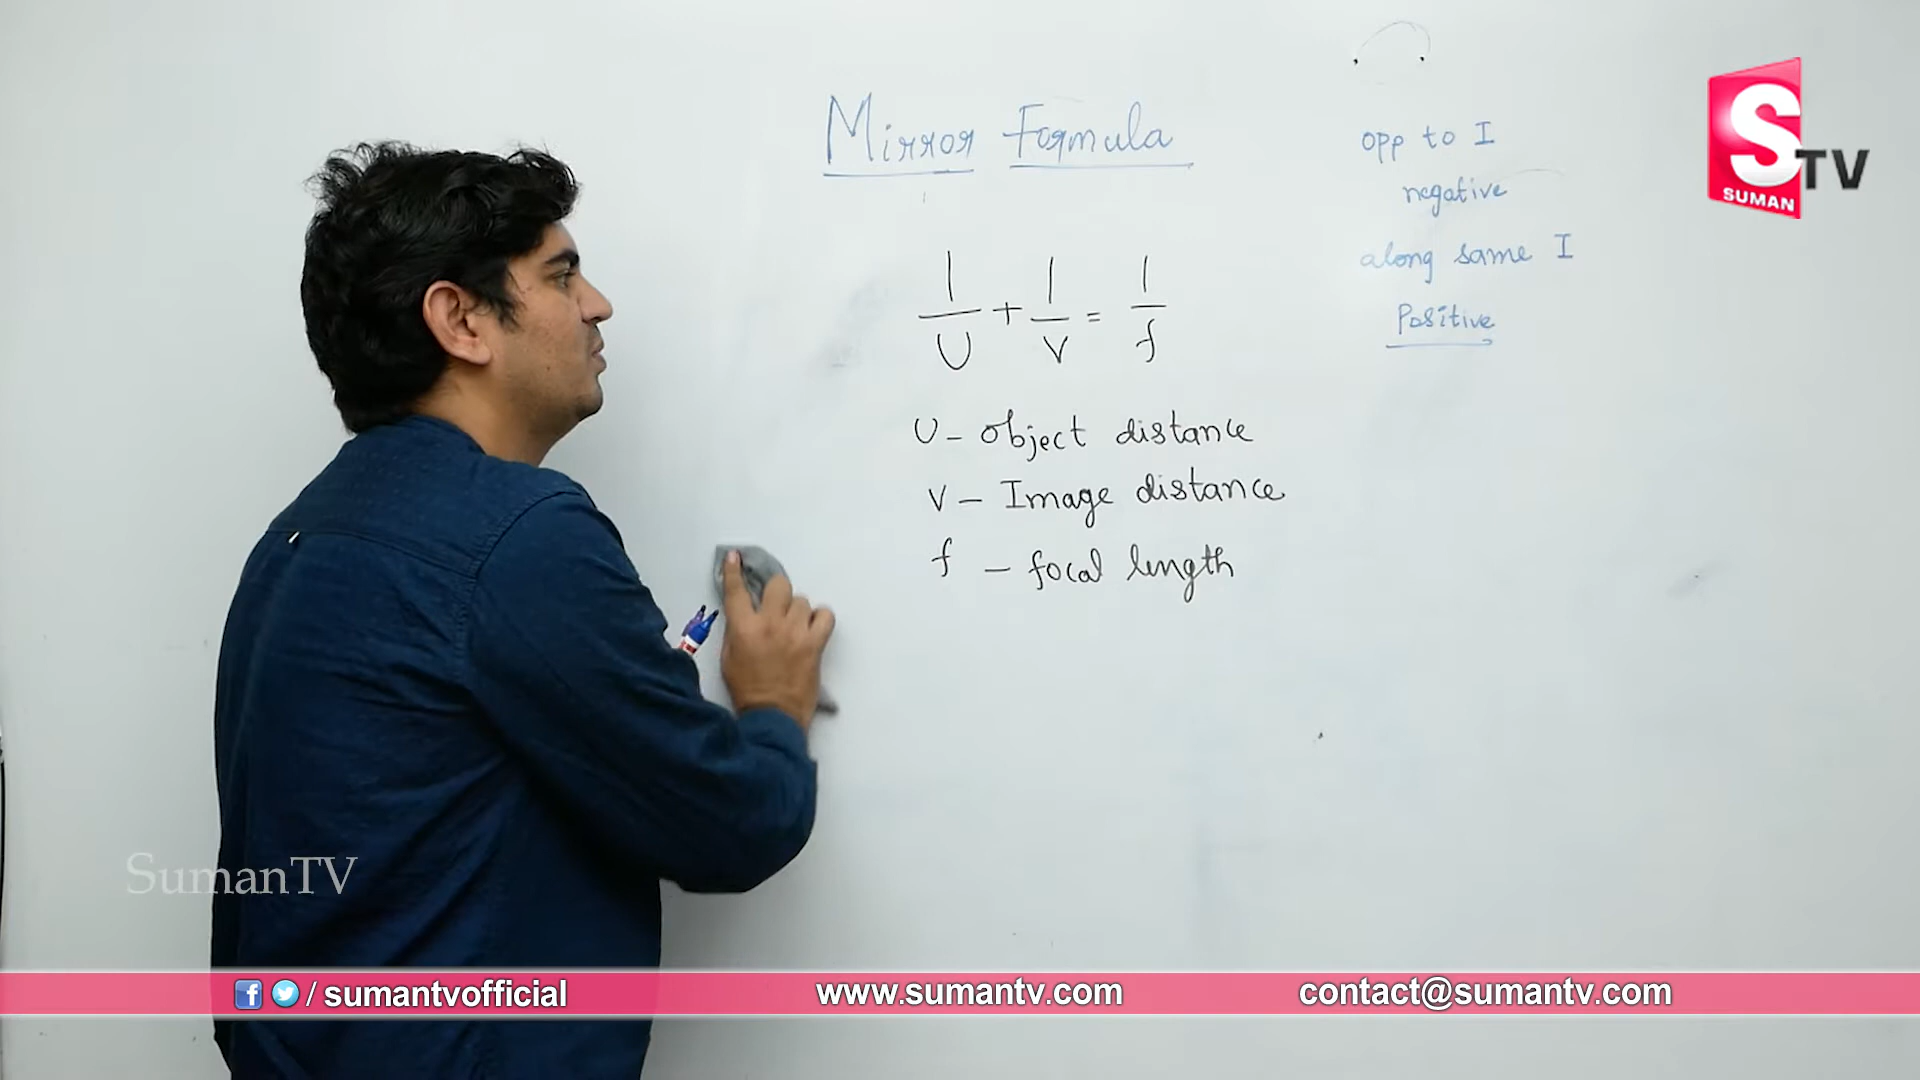 Mirror Formula
1/U + 1/V = 1/f
U - object distance
V - Image distance
f - focal length
opp to I
negative
along same I
Positive
S TV
SUMAN
SumanTV
/ sumantvofficial
www.sumantv.com
contact@sumantv.com